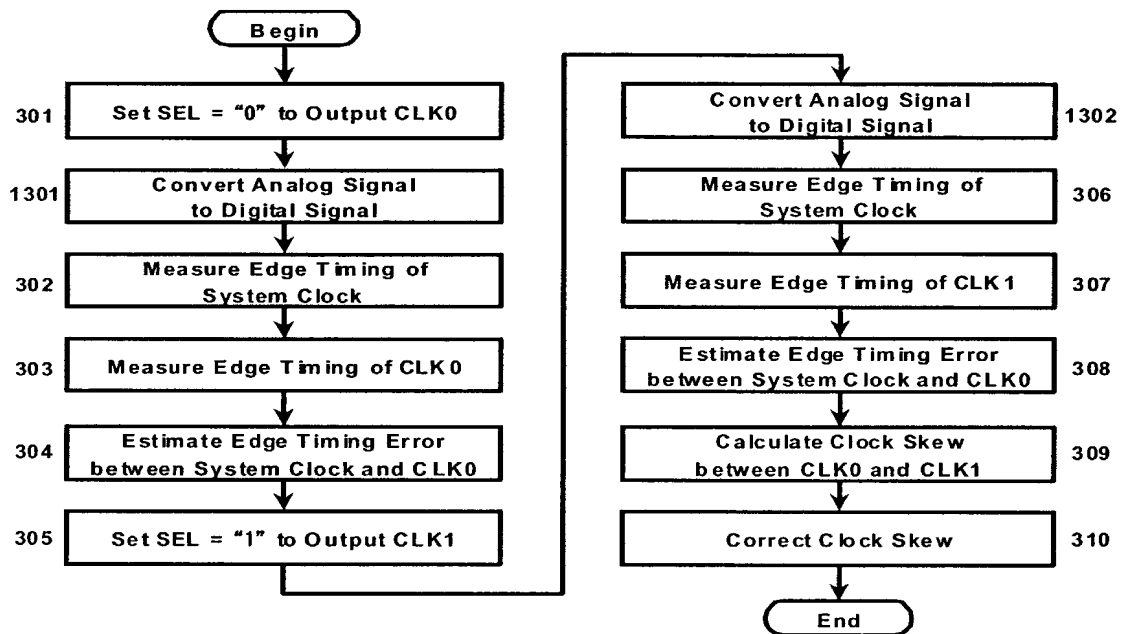 Begin
301
Set SEL = “0” to Output CLK0
1301
Convert Analog Signal
to Digital Signal
302
Measure Edge Timing of
System Clock
303
Measure Edge Timing of CLK0
304
Estimate Edge Timing Error
between System Clock and CLK0
305
Set SEL = “1” to Output CLK1
Convert Analog Signal
to Digital Signal
1302
Measure Edge Timing of
System Clock
306
Measure Edge Timing of CLK1
307
Estimate Edge Timing Error
between System Clock and CLK0
308
Calculate Clock Skew
between CLK0 and CLK1
309
Correct Clock Skew
310
End